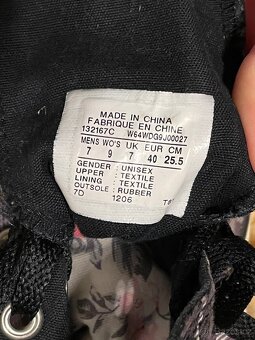 MADE IN CHINA
FABRIQUE EN CHINE
132167C W64WDG9J00027
MENS WO'S UK EUR CM
7 9 7 40 25.5
GENDER : UNISEX
UPPER : TEXTILE
LINING : TEXTILE
OUTSOLE : RUBBER
7D 1206